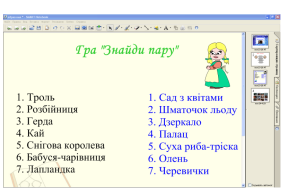 Гра "Знайди пару"
1. Троль
2. Розбійниця
3. Герда
4. Кай
5. Снігова королева
6. Бабуся-чарівниця
7. Лапландка
1. Сад з квітами
2. Шматочок льоду
3. Дзеркало
4. Палац
5. Суха риба-тріска
6. Олень
7. Черевички